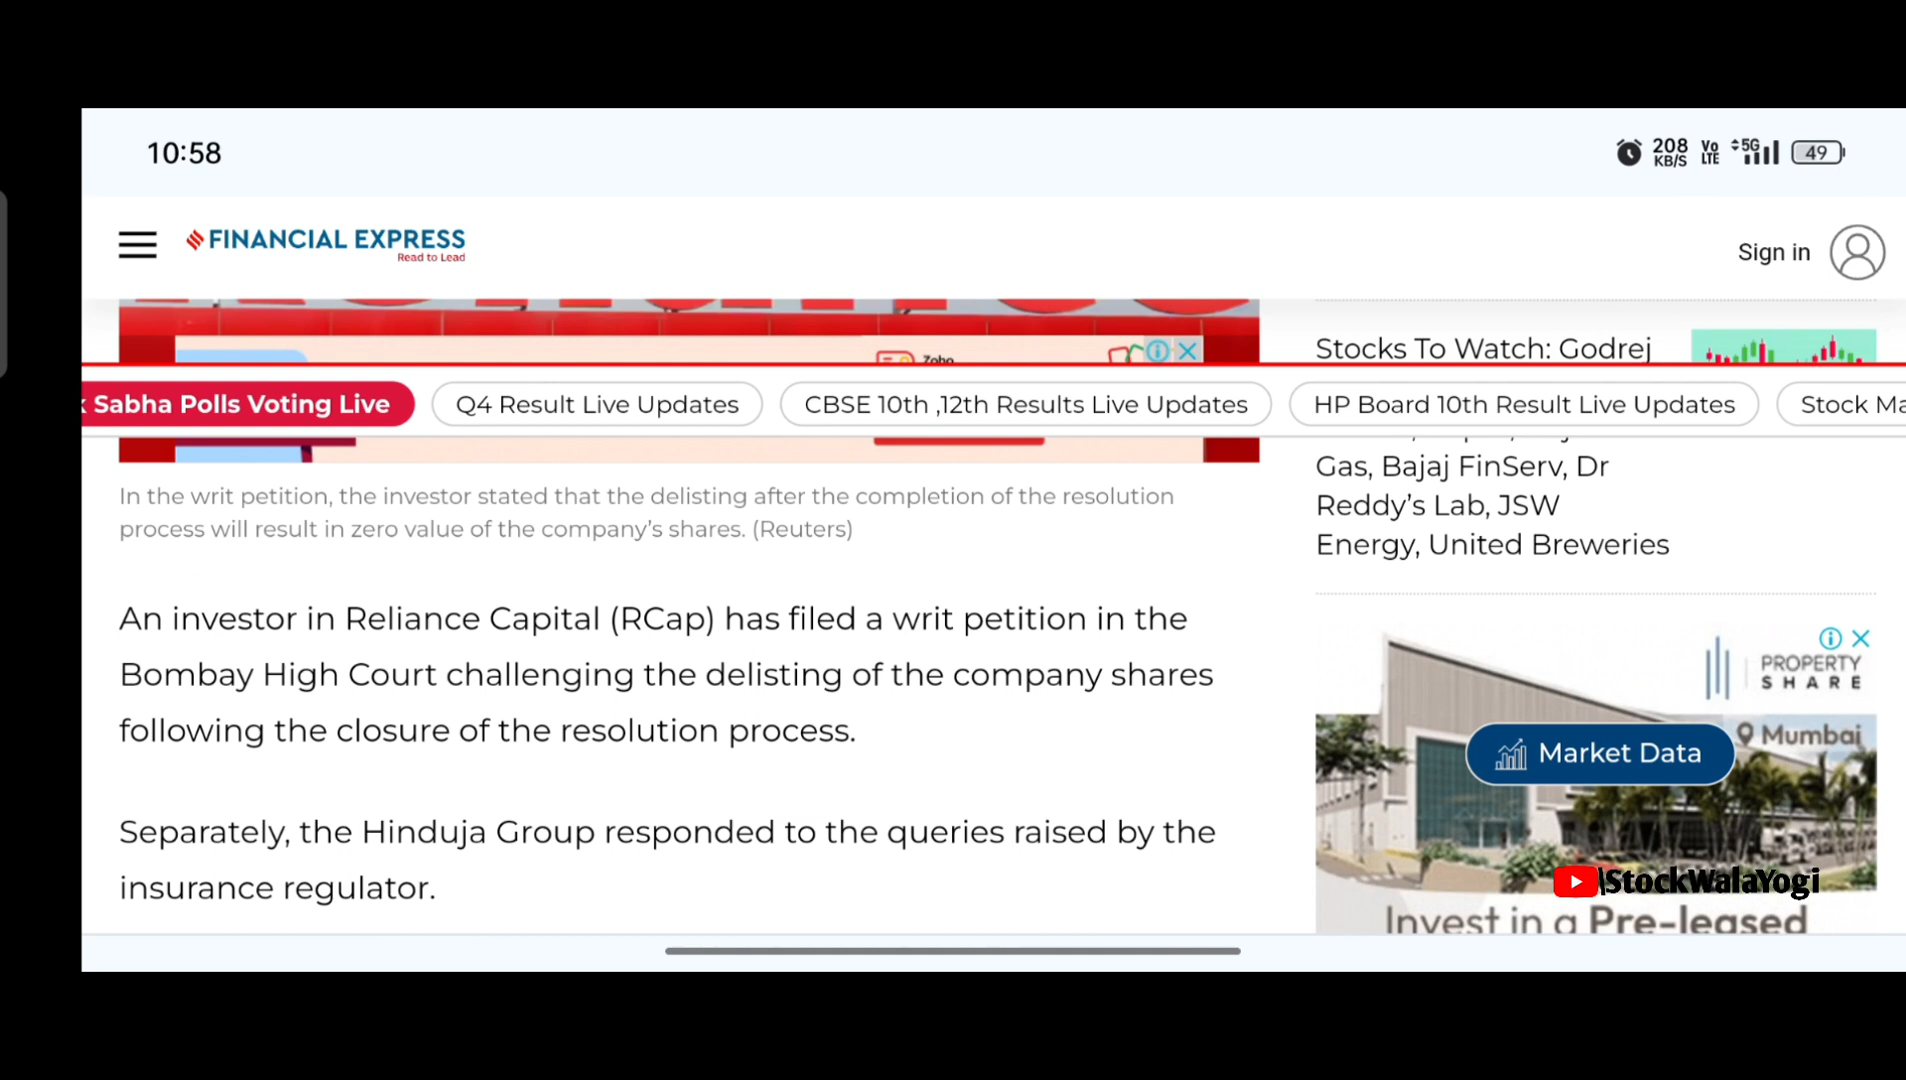 10:58
208 KB/S Vo LTE 5G 49
FINANCIAL EXPRESS
Read to Lead
Sign in
Zoho
Stocks To Watch: Godrej
Sabha Polls Voting Live
Q4 Result Live Updates
CBSE 10th ,12th Results Live Updates
HP Board 10th Result Live Updates
Stock Ma
Gas, Bajaj FinServ, Dr
Reddy’s Lab, JSW
Energy, United Breweries
In the writ petition, the investor stated that the delisting after the completion of the resolution
process will result in zero value of the company’s shares. (Reuters)
An investor in Reliance Capital (RCap) has filed a writ petition in the
Bombay High Court challenging the delisting of the company shares
following the closure of the resolution process.
Separately, the Hinduja Group responded to the queries raised by the
insurance regulator.
PROPERTY
SHARE
Mumbai
Market Data
\StockWalaYogi
Invest in a Pre-leased